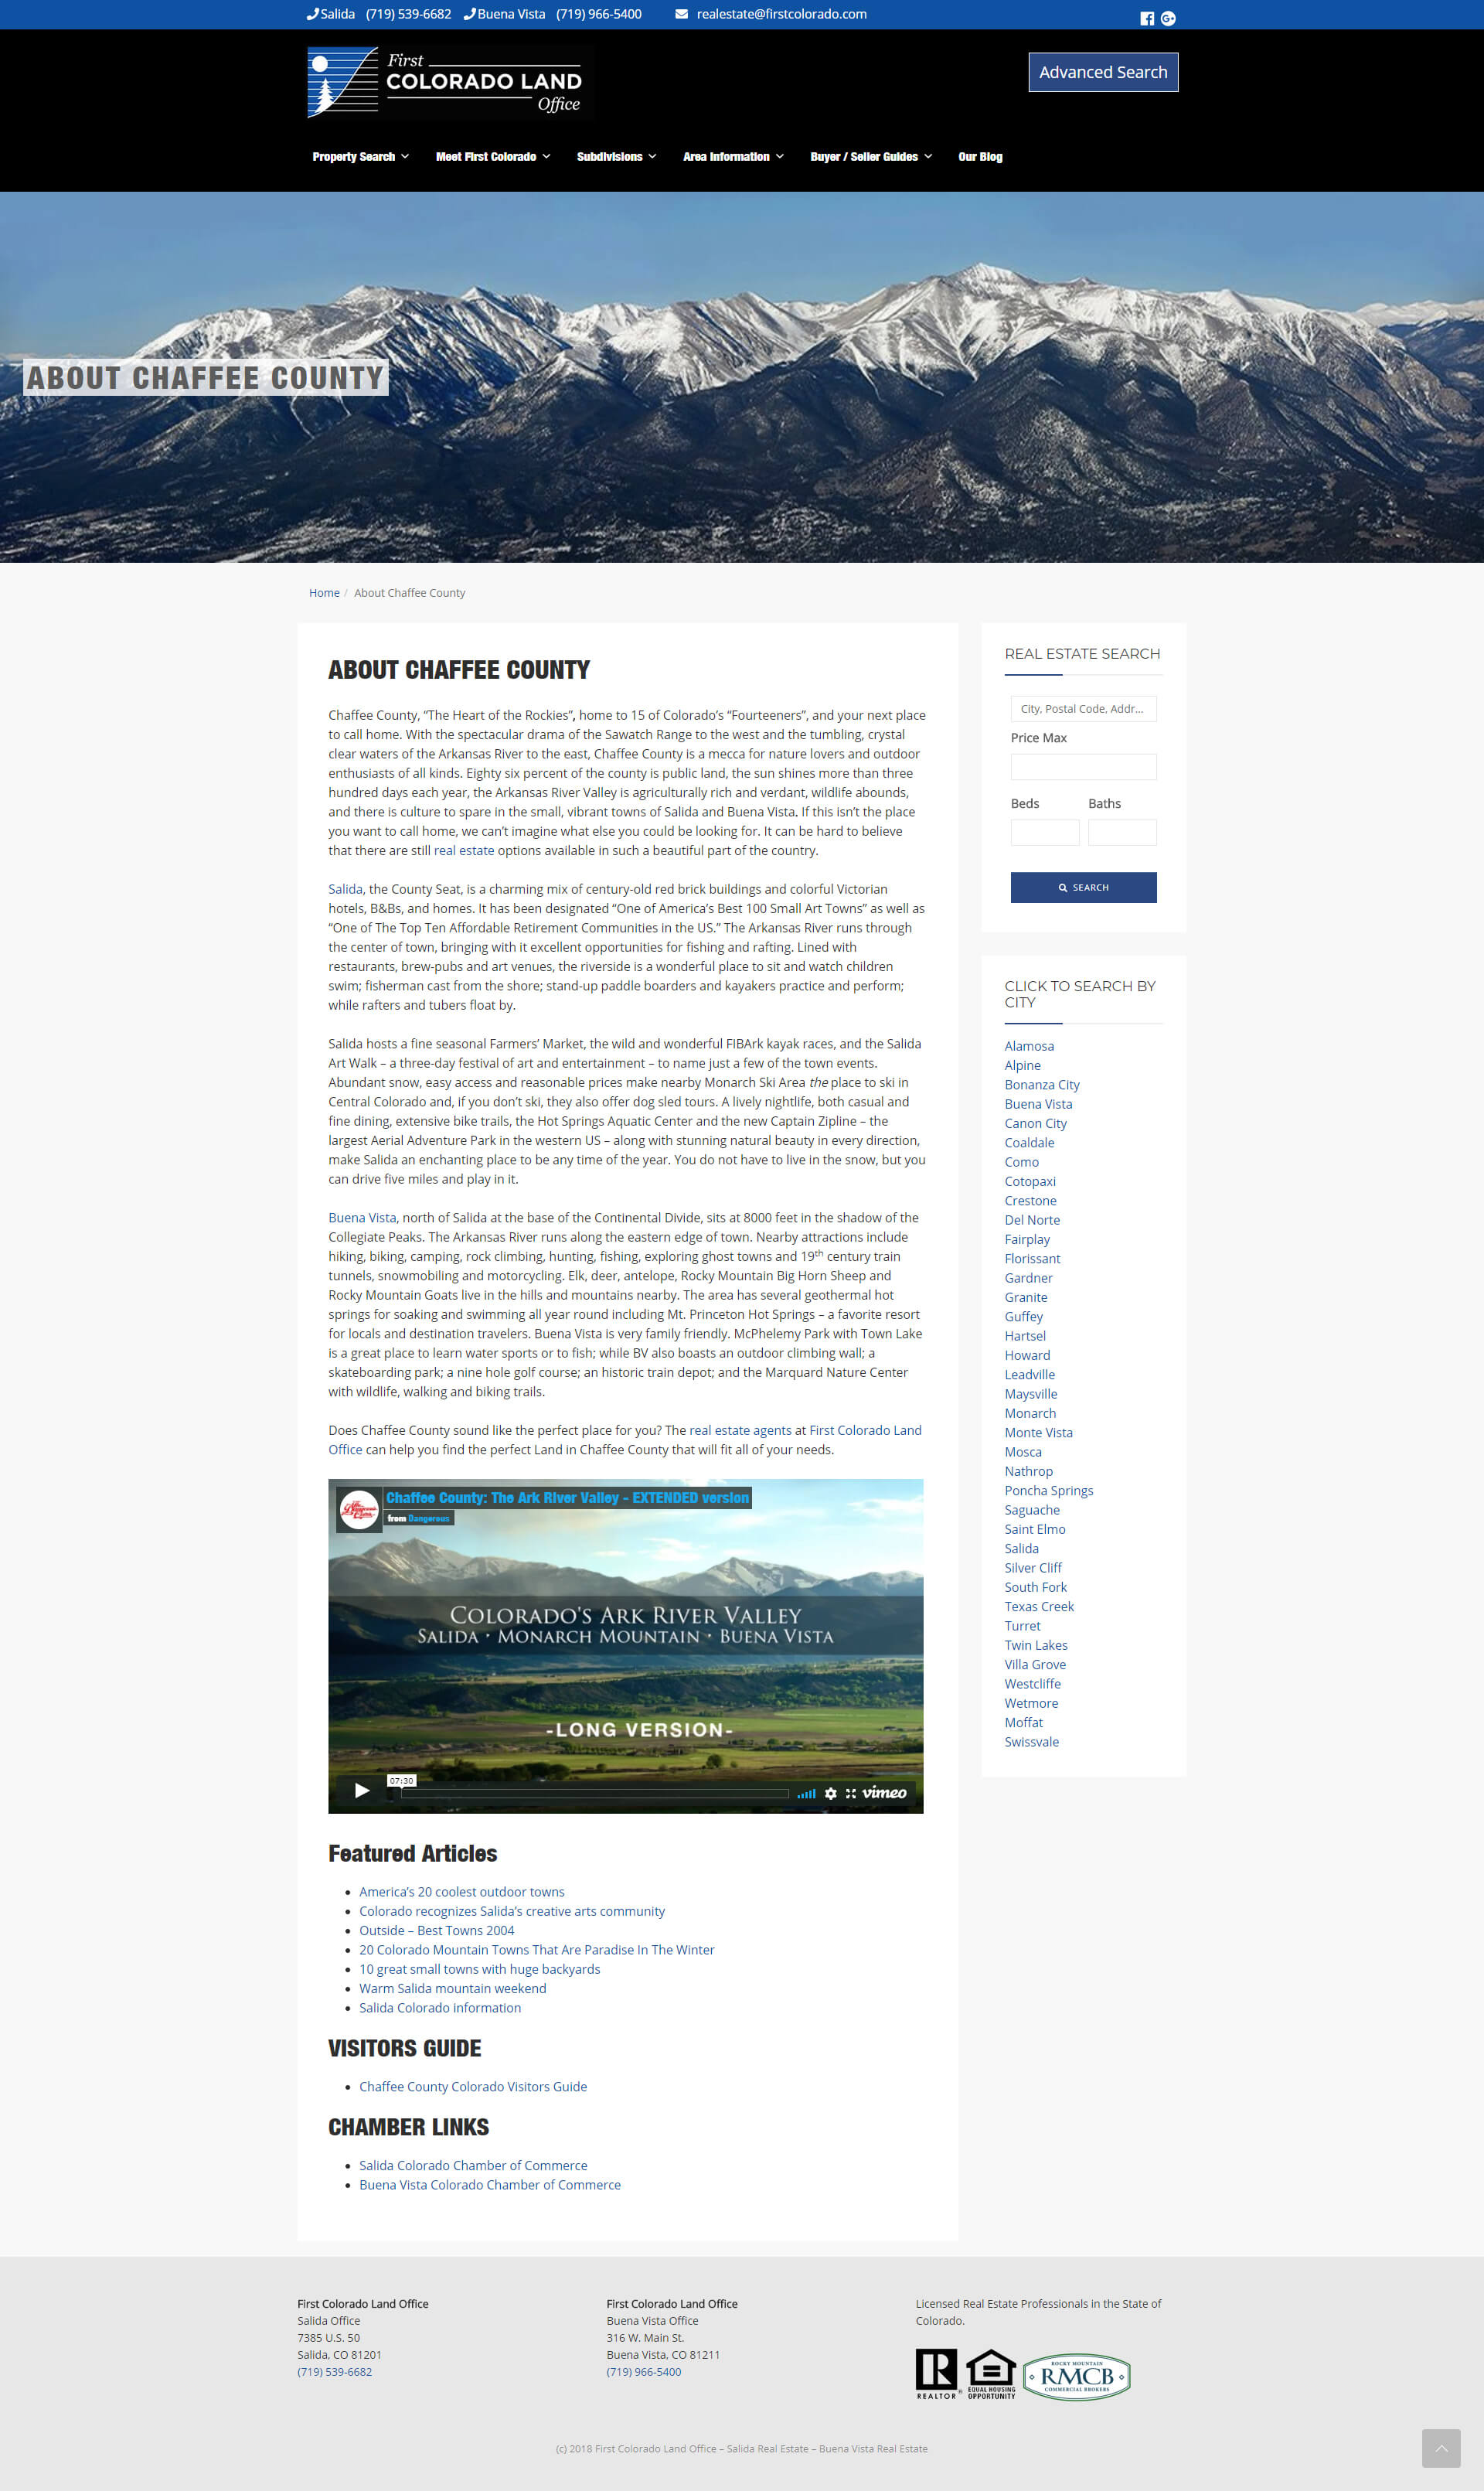 Salida (719) 539-6682 Buena Vista (719) 966-5400 realestate@firstcolorado.com
First
COLORADO LAND
Office
Advanced Search
Property Search Meet First Colorado Subdivisions Area Information Buyer / Seller Guides Our Blog
ABOUT CHAFFEE COUNTY
Home / About Chaffee County
ABOUT CHAFFEE COUNTY
Chaffee County, “The Heart of the Rockies”, home to 15 of Colorado’s “Fourteeners”, and your next place
to call home. With the spectacular drama of the Sawatch Range to the west and the tumbling, crystal
clear waters of the Arkansas River to the east, Chaffee County is a mecca for nature lovers and outdoor
enthusiasts of all kinds. Eighty six percent of the county is public land, the sun shines more than three
hundred days each year, the Arkansas River Valley is agriculturally rich and verdant, wildlife abounds,
and there is culture to spare in the small, vibrant towns of Salida and Buena Vista. If this isn’t the place
you want to call home, we can’t imagine what else you could be looking for. It can be hard to believe
that there are still real estate options available in such a beautiful part of the country.
Salida, the County Seat, is a charming mix of century-old red brick buildings and colorful Victorian
hotels, B&Bs, and homes. It has been designated “One of America’s Best 100 Small Art Towns” as well as
“One of The Top Ten Affordable Retirement Communities in the US.” The Arkansas River runs through
the center of town, bringing with it excellent opportunities for fishing and rafting. Lined with
restaurants, brew-pubs and art venues, the riverside is a wonderful place to sit and watch children
swim; fisherman cast from the shore; stand-up paddle boarders and kayakers practice and perform;
while rafters and tubers float by.
Salida hosts a fine seasonal Farmers’ Market, the wild and wonderful FIBArk kayak races, and the Salida
Art Walk – a three-day festival of art and entertainment – to name just a few of the town events.
Abundant snow, easy access and reasonable prices make nearby Monarch Ski Area the place to ski in
Central Colorado and, if you don’t ski, they also offer dog sled tours. A lively nightlife, both casual and
fine dining, extensive bike trails, the Hot Springs Aquatic Center and the new Captain Zipline – the
largest Aerial Adventure Park in the western US – along with stunning natural beauty in every direction,
make Salida an enchanting place to be any time of the year. You do not have to live in the snow, but you
can drive five miles and play in it.
Buena Vista, north of Salida at the base of the Continental Divide, sits at 8000 feet in the shadow of the
Collegiate Peaks. The Arkansas River runs along the eastern edge of town. Nearby attractions include
hiking, biking, camping, rock climbing, hunting, fishing, exploring ghost towns and 19th century train
tunnels, snowmobiling and motorcycling. Elk, deer, antelope, Rocky Mountain Big Horn Sheep and
Rocky Mountain Goats live in the hills and mountains nearby. The area has several geothermal hot
springs for soaking and swimming all year round including Mt. Princeton Hot Springs – a favorite resort
for locals and destination travelers. Buena Vista is very family friendly. McPhelemy Park with Town Lake
is a great place to learn water sports or to fish; while BV also boasts an outdoor climbing wall; a
skateboarding park; a nine hole golf course; an historic train depot; and the Marquard Nature Center
with wildlife, walking and biking trails.
Does Chaffee County sound like the perfect place for you? The real estate agents at First Colorado Land
Office can help you find the perfect Land in Chaffee County that will fit all of your needs.
Chaffee County: The Ark River Valley - EXTENDED version
from Dangerous
COLORADO'S ARK RIVER VALLEY
SALIDA · MONARCH MOUNTAIN · BUENA VISTA
-LONG VERSION-
07:30
vimeo
Featured Articles
America’s 20 coolest outdoor towns
Colorado recognizes Salida’s creative arts community
Outside – Best Towns 2004
20 Colorado Mountain Towns That Are Paradise In The Winter
10 great small towns with huge backyards
Warm Salida mountain weekend
Salida Colorado information
VISITORS GUIDE
Chaffee County Colorado Visitors Guide
CHAMBER LINKS
Salida Colorado Chamber of Commerce
Buena Vista Colorado Chamber of Commerce
REAL ESTATE SEARCH
City, Postal Code, Addr...
Price Max
Beds Baths
SEARCH
CLICK TO SEARCH BY
CITY
Alamosa
Alpine
Bonanza City
Buena Vista
Canon City
Coaldale
Como
Cotopaxi
Crestone
Del Norte
Fairplay
Florissant
Gardner
Granite
Guffey
Hartsel
Howard
Leadville
Maysville
Monarch
Monte Vista
Mosca
Nathrop
Poncha Springs
Saguache
Saint Elmo
Salida
Silver Cliff
South Fork
Texas Creek
Turret
Twin Lakes
Villa Grove
Westcliffe
Wetmore
Moffat
Swissvale
First Colorado Land Office
Salida Office
7385 U.S. 50
Salida, CO 81201
(719) 539-6682
First Colorado Land Office
Buena Vista Office
316 W. Main St.
Buena Vista, CO 81211
(719) 966-5400
Licensed Real Estate Professionals in the State of
Colorado.
REALTOR®
EQUAL HOUSING
OPPORTUNITY
ROCKY MOUNTAIN
RMCB
COMMERCIAL BROKERS
(c) 2018 First Colorado Land Office – Salida Real Estate – Buena Vista Real Estate